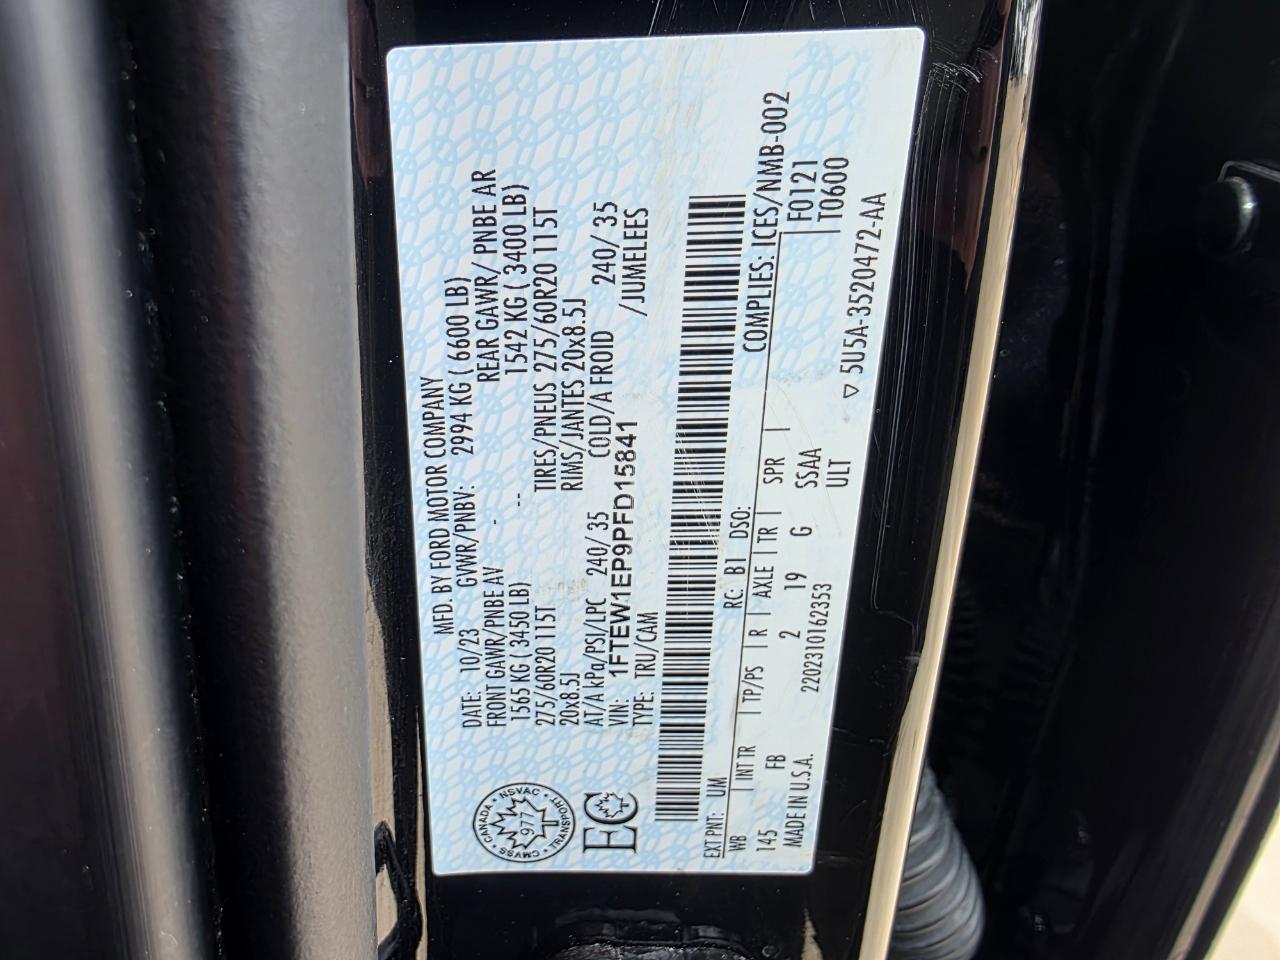 MFD. BY FORD MOTOR COMPANY
DATE: 10/23 GVWR/PNBV: 2994 KG ( 6600 LB)
FRONT GAWR/PNBE AV - REAR GAWR/ PNBE AR
1565 KG ( 3450 LB) -- 1542 KG ( 3400 LB)
275/60R20 115T TIRES/PNEUS 275/60R20 115T
20x8.5J RIMS/JANTES 20x8.5J
AT/A kPa/PSI/LPC 240/ 35 COLD/A FROID 240/ 35
VIN: 1FTEW1EP9PFD15841 /JUMELEES
TYPE: TRU/CAM
CANADA · NSVAC · TRANSPORT · CMVSS
977
EC
COMPLIES: ICES/NMB-002
EXT PNT: UM RC: B1 DSO: F0121
WB INT TR TP/PS R AXLE TR SPR T0600
145 FB 2 19 G SSAA
MADE IN U.S.A. 2202310162353 ULT
▽ 5U5A-3520472-AA